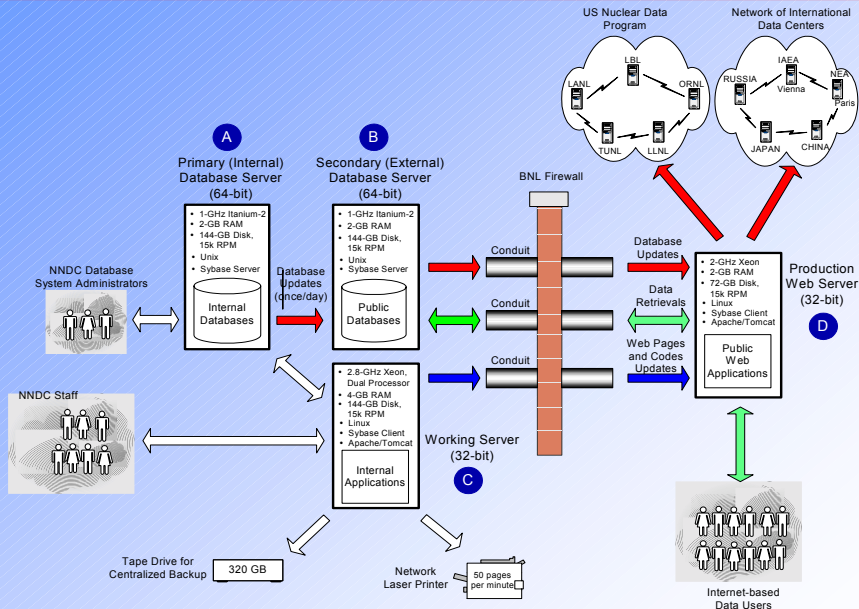 US Nuclear Data
Program
Network of International
Data Centers
LBL
LANL
ORNL
TUNL
LLNL
IAEA
Vienna
RUSSIA
NEA
Paris
JAPAN
CHINA
A
Primary (Internal)
Database Server
(64-bit)
B
Secondary (External)
Database Server
(64-bit)
BNL Firewall
• 1-GHz Itanium-2
• 2-GB RAM
• 144-GB Disk,
15k RPM
• Unix
• Sybase Server
Internal
Databases
Database
Updates
(once/day)
• 1-GHz Itanium-2
• 2-GB RAM
• 144-GB Disk,
15k RPM
• Unix
• Sybase Server
Public
Databases
NNDC Database
System Administrators
Conduit
Conduit
Conduit
Database
Updates
Data
Retrievals
Web Pages
and Codes
Updates
• 2-GHz Xeon
• 2-GB RAM
• 72-GB Disk,
15k RPM
• Linux
• Sybase Client
• Apache/Tomcat
Public
Web
Applications
Production
Web Server
(32-bit)
D
NNDC Staff
• 2.8-GHz Xeon,
Dual Processor
• 4-GB RAM
• 144-GB Disk,
15k RPM
• Linux
• Sybase Client
• Apache/Tomcat
Internal
Applications
Working Server
(32-bit)
C
Tape Drive for
Centralized Backup
320 GB
Network
Laser Printer
50 pages
per minute
Internet-based
Data Users